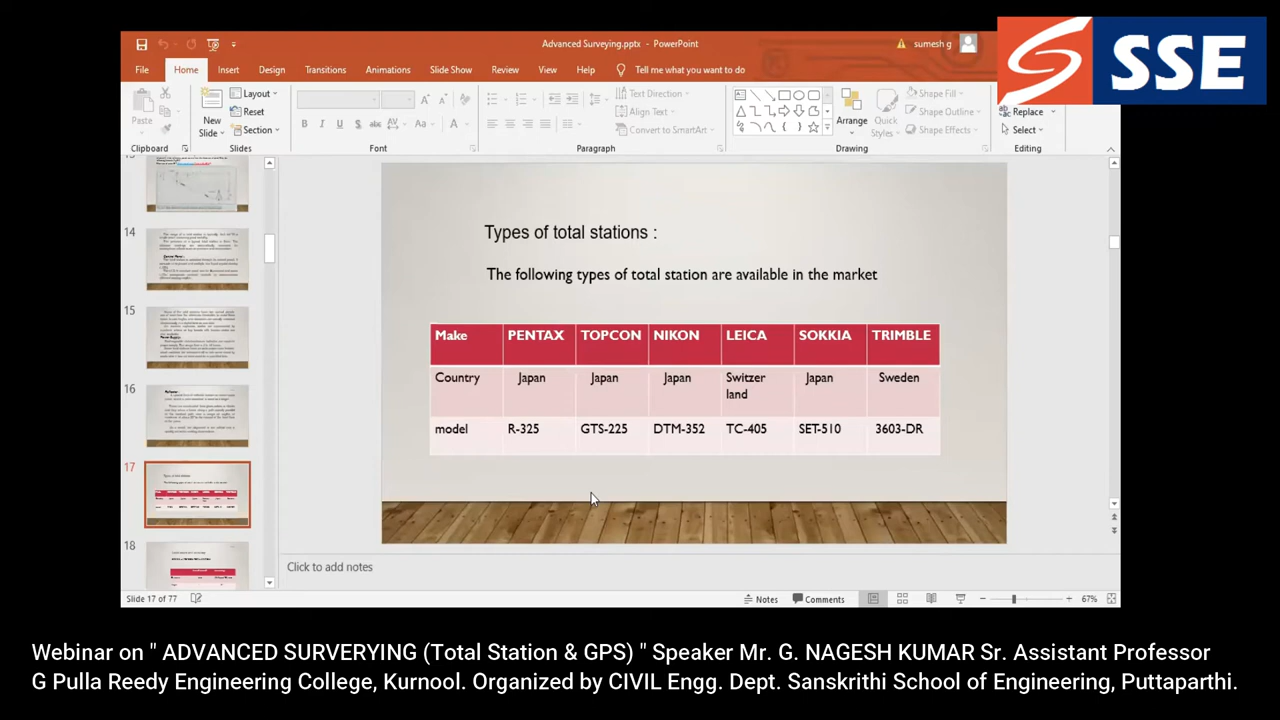 Advanced Surveying.pptx - PowerPoint
sumesh g
SSE
File Home Insert Design Transitions Animations Slide Show Review View Help Tell me what you want to do
Paste
New Slide
Layout
Reset
Section
Text Direction
Align Text
Convert to SmartArt
Arrange
Quick Styles
Shape Fill
Shape Outline
Shape Effects
Replace
Select
Clipboard Slides Font Paragraph Drawing Editing
14
15
16
17
18
Types of total stations :
The following types of total station are available in the market
Make PENTAX TOPCON NIKON LEICA SOKKIA TRIMBLE
Country Japan Japan Japan Switzer land Japan Sweden
model R-325 GTS-225 DTM-352 TC-405 SET-510 3603-DR
Click to add notes
Slide 17 of 77 Notes Comments 67%
Webinar on " ADVANCED SURVERYING (Total Station & GPS) " Speaker Mr. G. NAGESH KUMAR Sr. Assistant Professor
G Pulla Reedy Engineering College, Kurnool. Organized by CIVIL Engg. Dept. Sanskrithi School of Engineering, Puttaparthi.